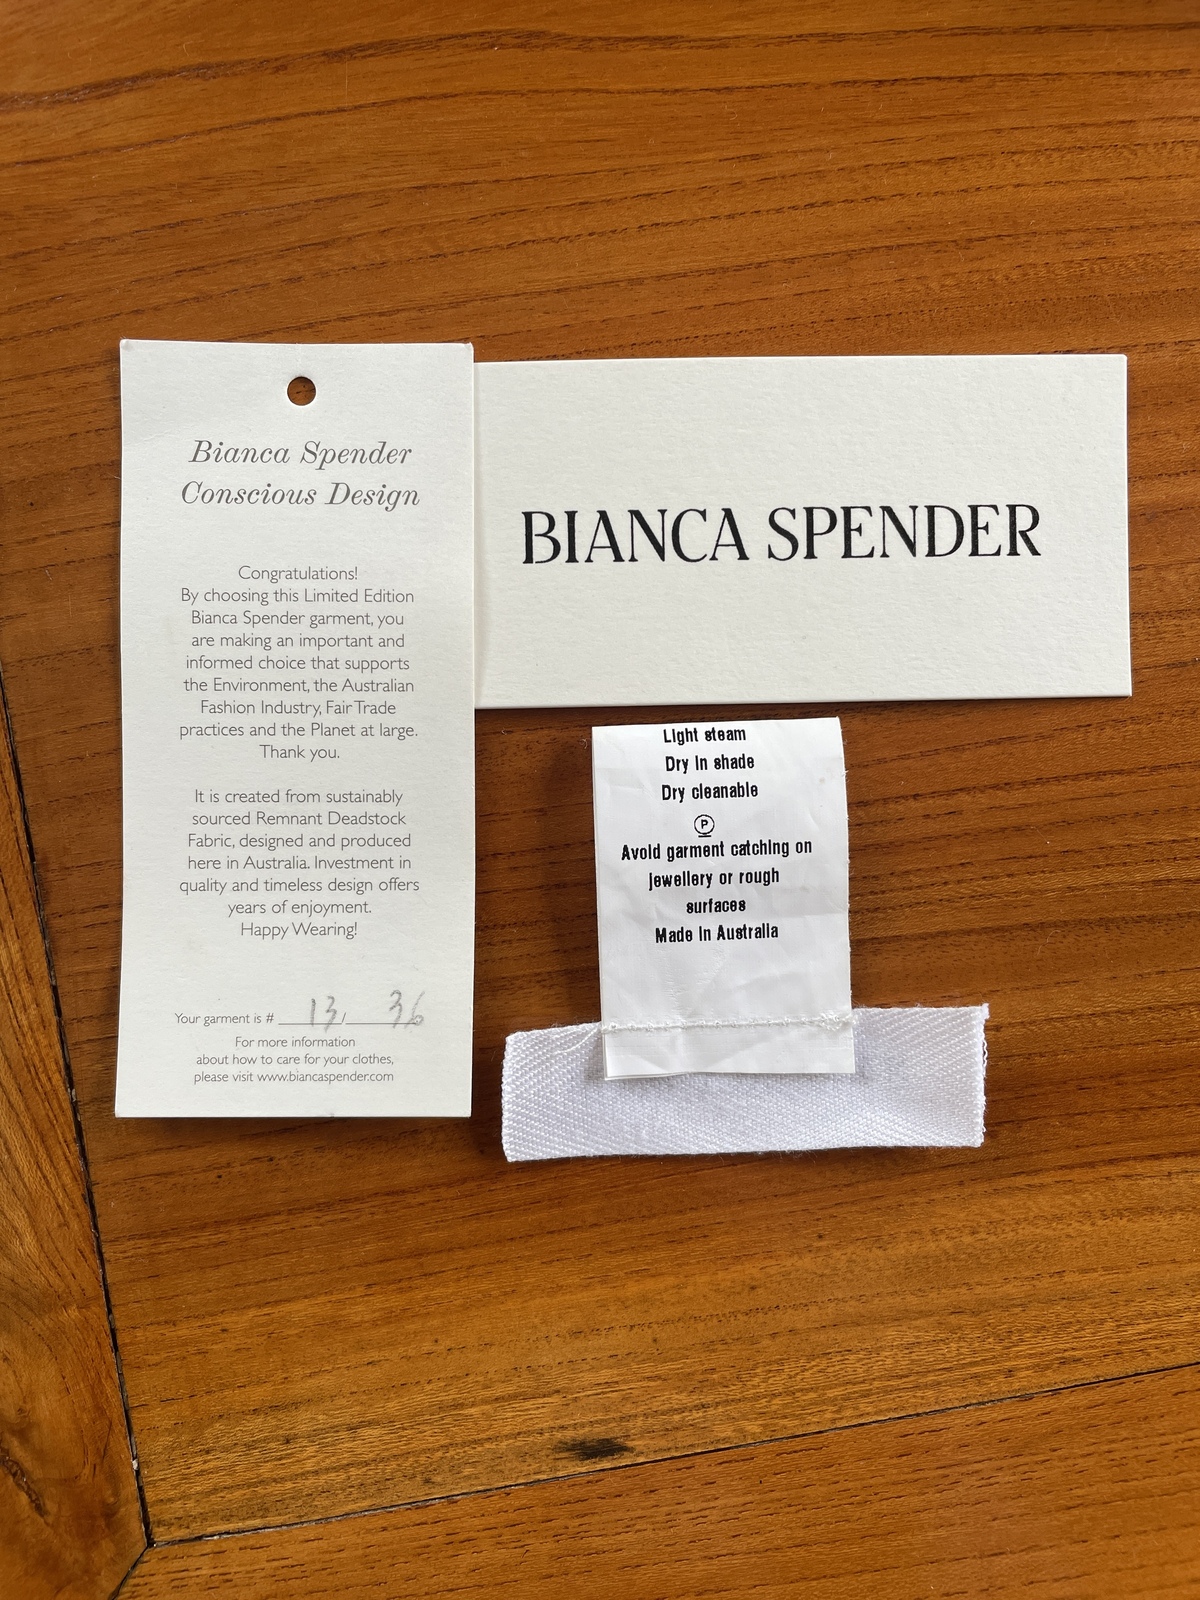 Bianca Spender
Conscious Design
Congratulations!
By choosing this Limited Edition
Bianca Spender garment, you
are making an important and
informed choice that supports
the Environment, the Australian
Fashion Industry, Fair Trade
practices and the Planet at large.
Thank you.
It is created from sustainably
sourced Remnant Deadstock
Fabric, designed and produced
here in Australia. Investment in
quality and timeless design offers
years of enjoyment.
Happy Wearing!
Your garment is # 13 / 36
For more information
about how to care for your clothes,
please visit www.biancaspender.com
BIANCA SPENDER
Light steam
Dry in shade
Dry cleanable
P
Avoid garment catching on
jewellery or rough
surfaces
Made in Australia